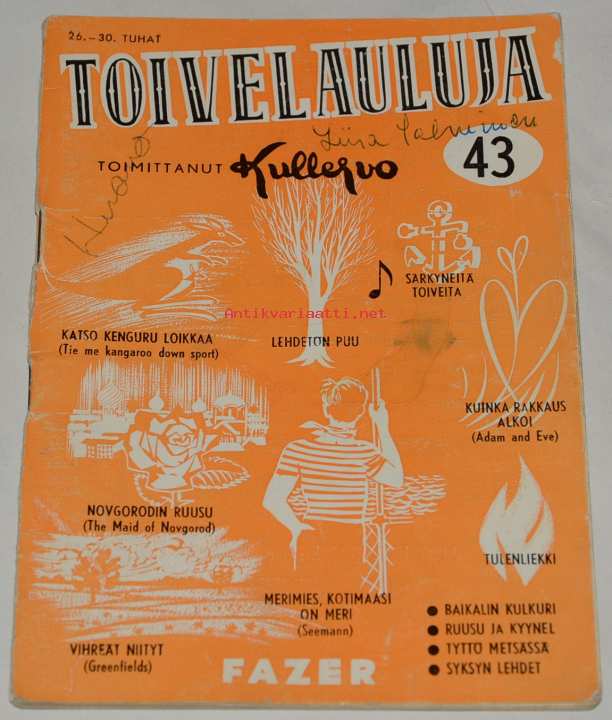 26.–30. TUHAT
TOIVELAULUJA
Liisa Salminen
TOIMITTANUT Kullervo 43
SÄRKYNEITÄ
TOIVEITA
Antikvariaatti.net
KATSO KENGURU LOIKKAA
(Tie me kangaroo down sport)
LEHDETÖN PUU
KUINKA RAKKAUS
ALKOI
(Adam and Eve)
NOVGORODIN RUUSU
(The Maid of Novgorod)
TULENLIEKKI
MERIMIES, KOTIMAASI
ON MERI
(Seemann)
VIHREÄT NIITYT
(Greenfields)
● BAIKALIN KULKURI
● RUUSU JA KYYNEL
● TYTTÖ METSÄSSÄ
● SYKSYN LEHDET
FAZER